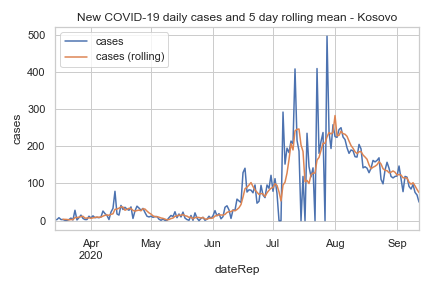 New COVID-19 daily cases and 5 day rolling mean - Kosovo
cases
cases (rolling)
500
400
300
200
100
0
cases
Apr
2020
May
Jun
Jul
Aug
Sep
dateRep